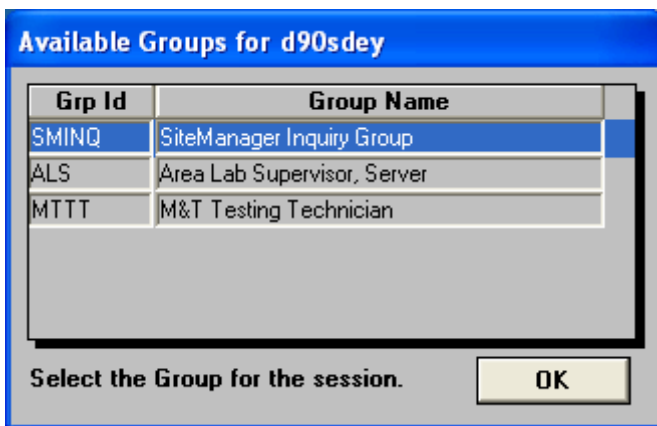 Available Groups for d90sdey
Grp Id Group Name
SMINQ SiteManager Inquiry Group
ALS Area Lab Supervisor, Server
MTTT M&T Testing Technician
Select the Group for the session. OK